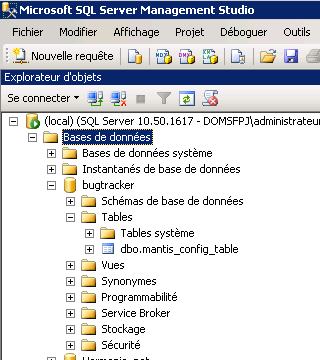 Microsoft SQL Server Management Studio
Fichier Modifier Affichage Projet Déboguer Outils
Nouvelle requête
Explorateur d'objets
Se connecter
(local) (SQL Server 10.50.1617 - DOMSFPJ\administrateur
Bases de données
Bases de données système
Instantanés de base de données
bugtracker
Schémas de base de données
Tables
Tables système
dbo.mantis_config_table
Vues
Synonymes
Programmabilité
Service Broker
Stockage
Sécurité